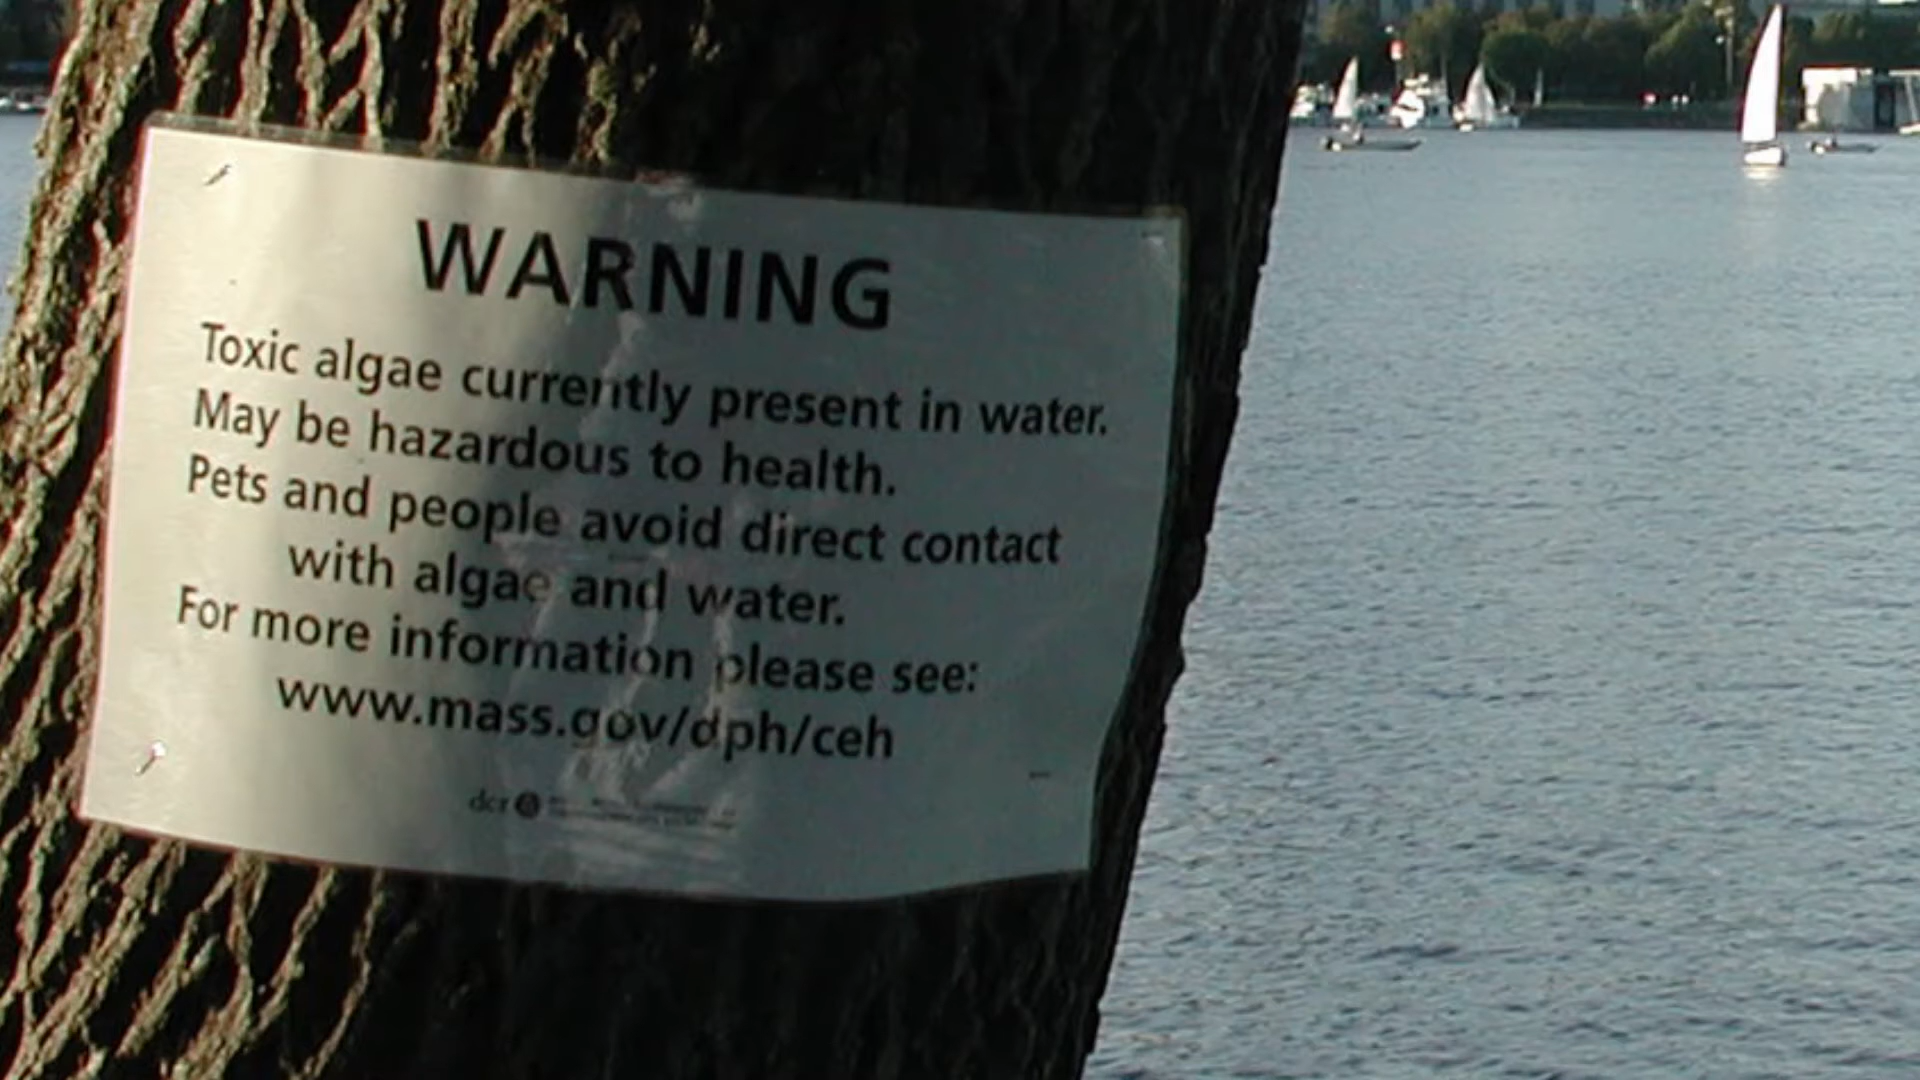 WARNING
Toxic algae currently present in water.
May be hazardous to health.
Pets and people avoid direct contact
with algae and water.
For more information please see:
www.mass.gov/dph/ceh
dcr